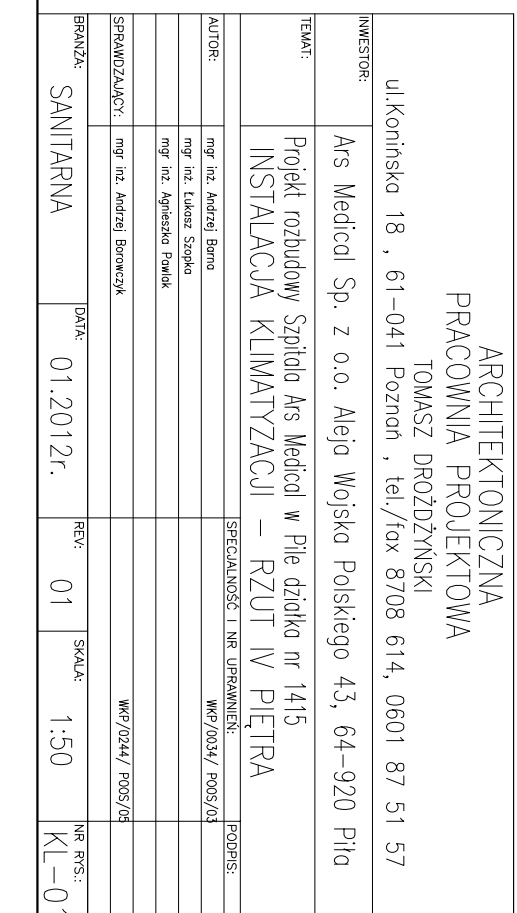 ARCHITEKTONICZNA
PRACOWNIA PROJEKTOWA
TOMASZ DROŻDŻYŃSKI
ul.Konińska 18 , 61-041 Poznań , tel./fax 8708 614, 0601 87 51 57
INWESTOR: Ars Medical Sp. z o.o. Aleja Wojska Polskiego 43, 64-920 Piła
TEMAT: Projekt rozbudowy Szpitala Ars Medical w Pile działka nr 1415
INSTALACJA KLIMATYZACJI – RZUT IV PIĘTRA
SPECJALNOŚĆ I NR UPRAWNIEŃ: PODPIS:
AUTOR: mgr inż. Andrzej Barna WKP/0034/ POOS/03
mgr inż. Łukasz Szopka
mgr inż. Agnieszka Pawlak
SPRAWDZAJĄCY: mgr inż. Andrzej Borowczyk WKP/0244/ POOS/05
BRANŻA: SANITARNA DATA: 01.2012r. REV: 01 SKALA: 1:50 NR RYS.: